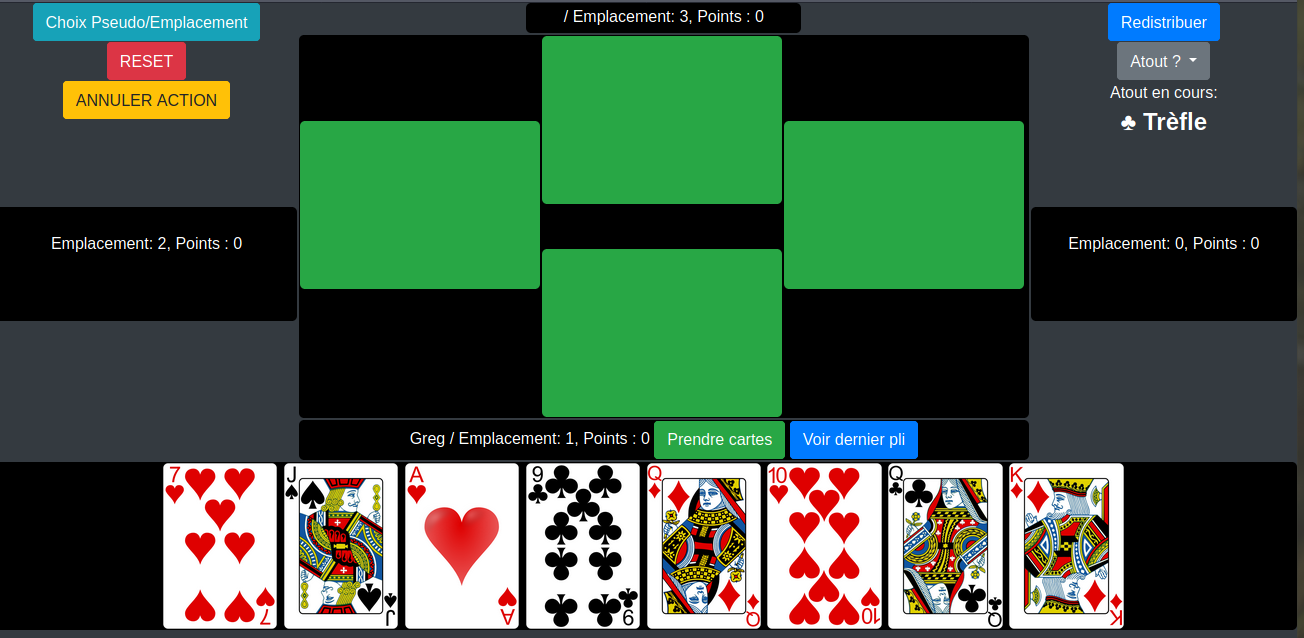 Choix Pseudo/Emplacement
RESET
ANNULER ACTION
/ Emplacement: 3, Points : 0
Redistribuer
Atout ?
Atout en cours:
♣ Trèfle
Emplacement: 2, Points : 0
Emplacement: 0, Points : 0
Greg / Emplacement: 1, Points : 0
Prendre cartes
Voir dernier pli
7
7
J
J
A
A
9
9
Q
Q
10
10
Q
Q
K
K